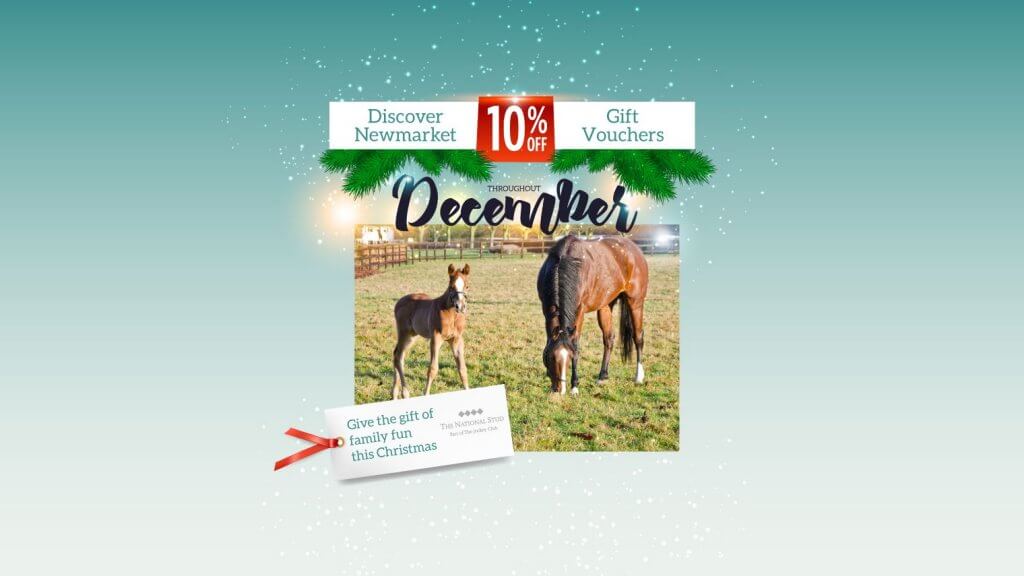 Discover
Newmarket
10%
OFF
Gift
Vouchers
THROUGHOUT
December
Give the gift of
family fun
this Christmas
THE NATIONAL STUD
Part of The Jockey Club